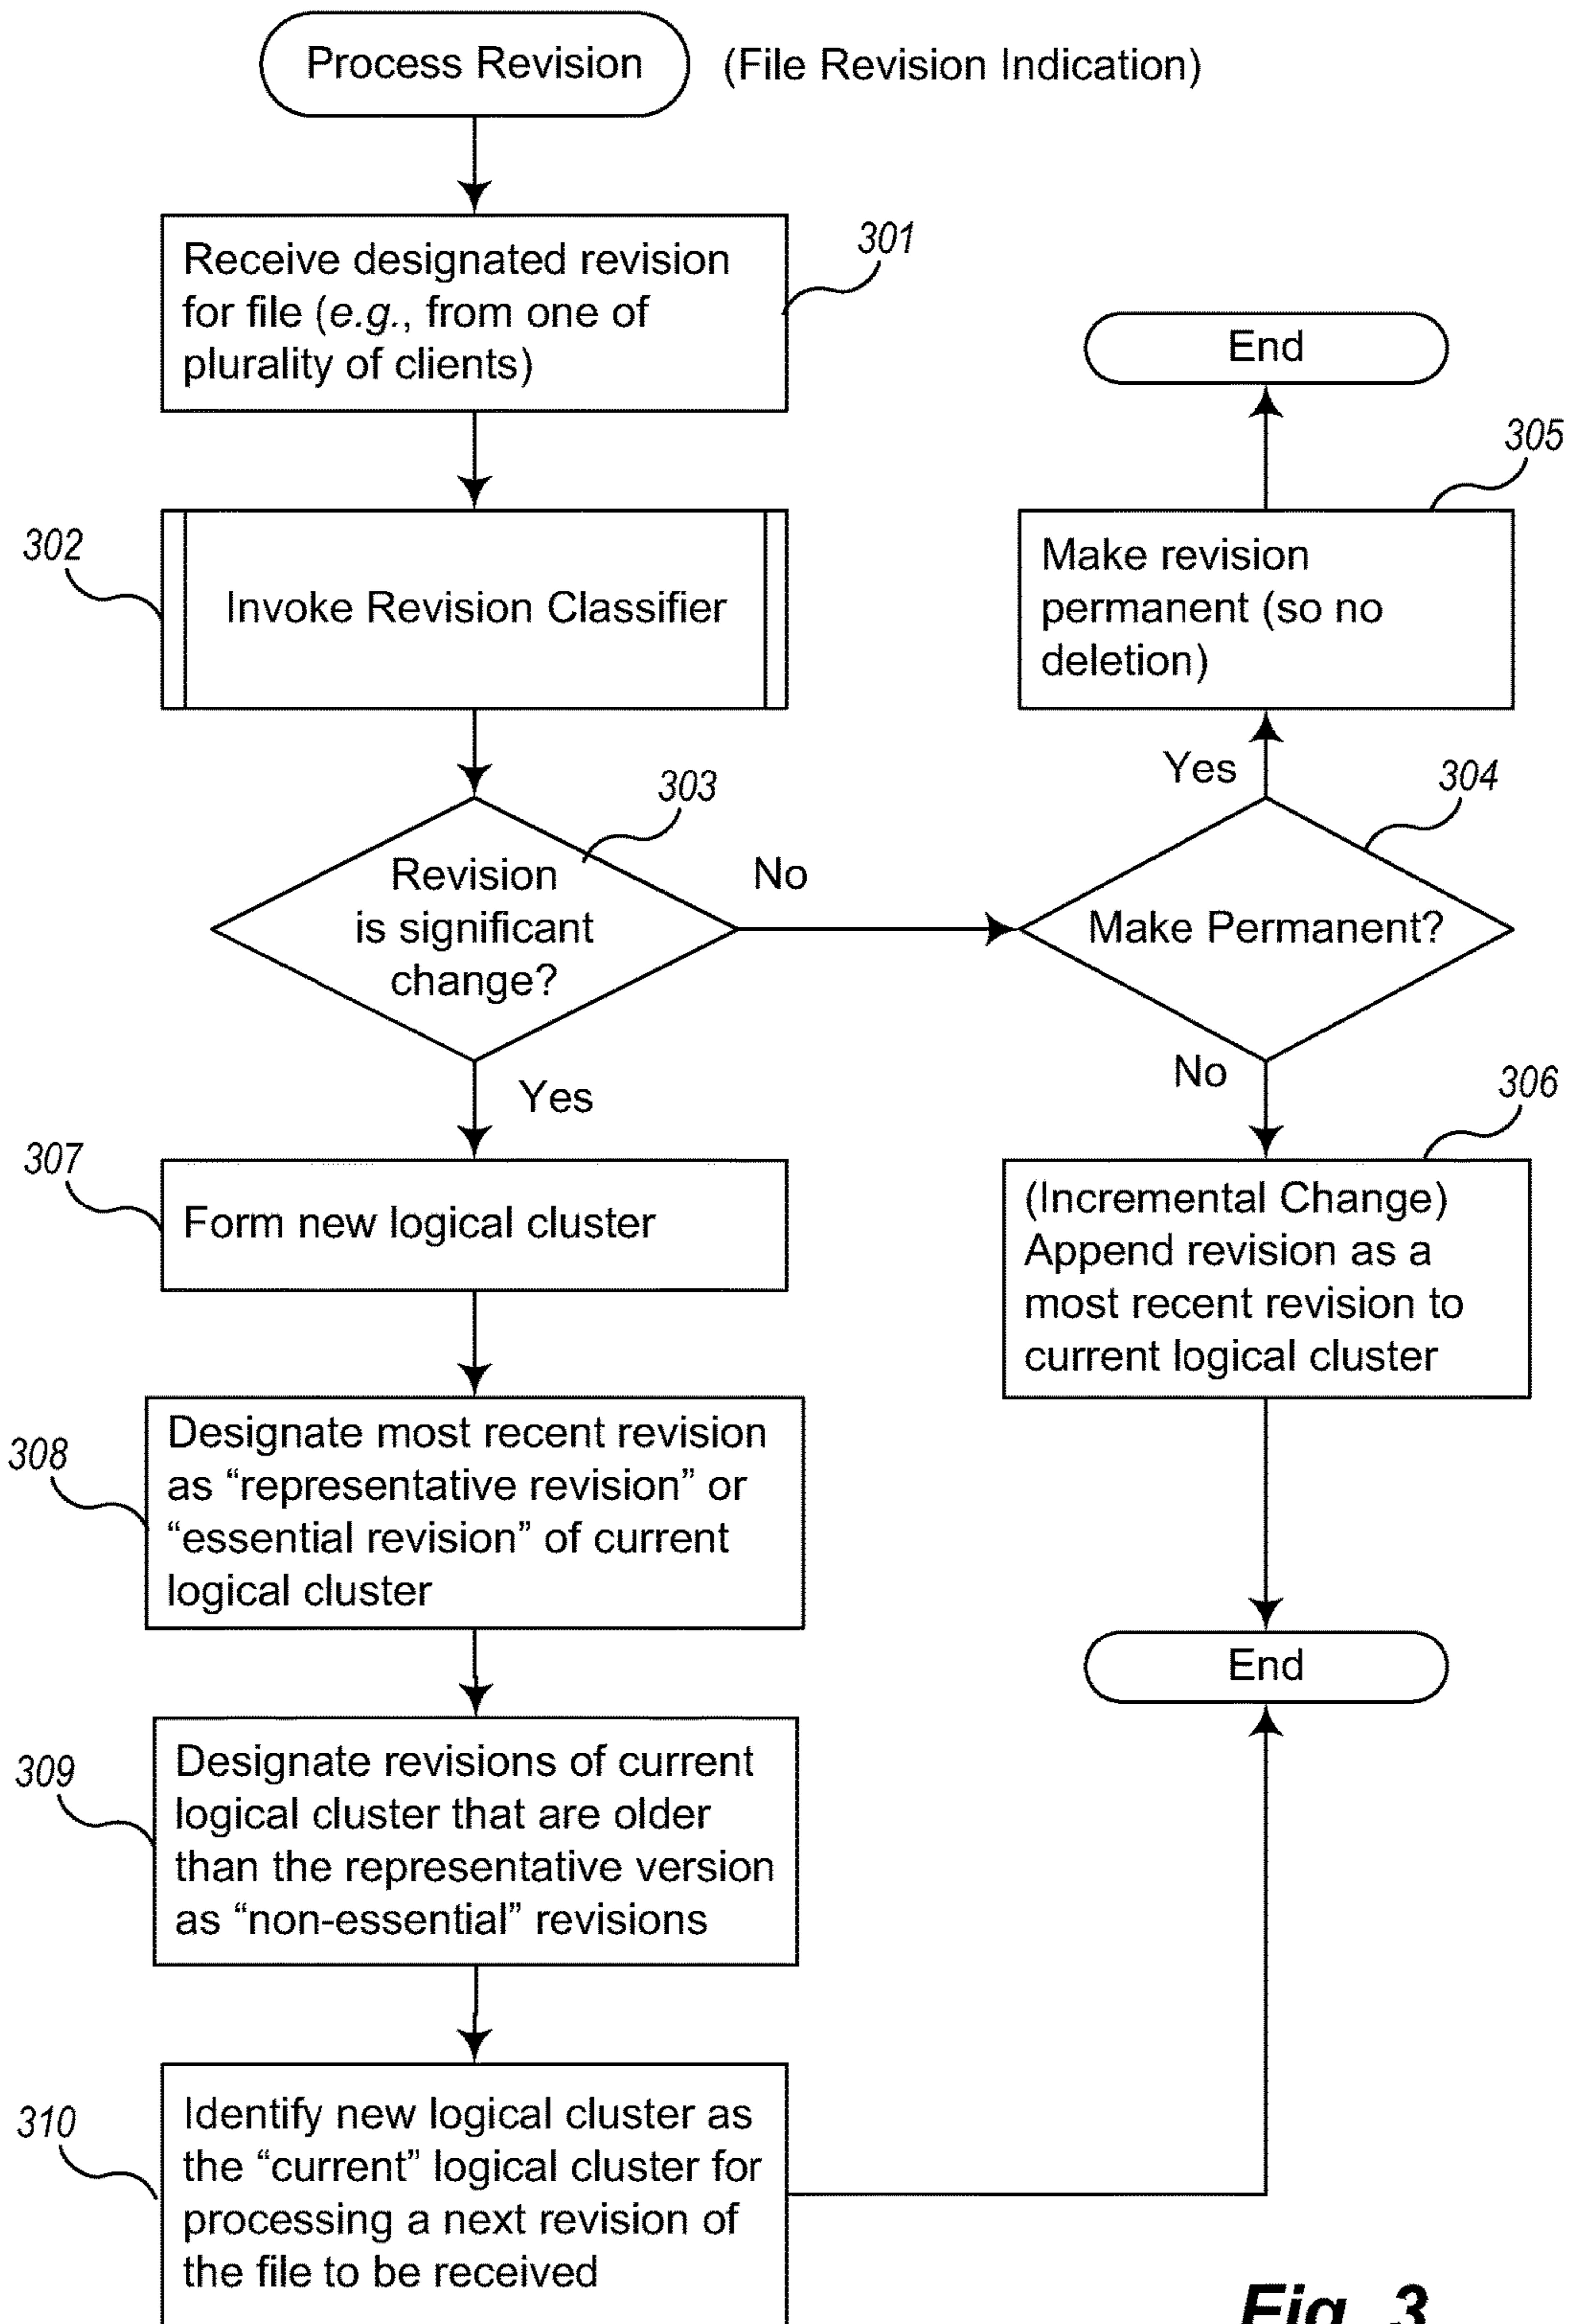 Process Revision
(File Revision Indication)
Receive designated revision
for file (e.g., from one of
plurality of clients)
301
302
Invoke Revision Classifier
303
Revision
is significant
change?
No
Yes
End
305
Make revision
permanent (so no
deletion)
Yes
304
Make Permanent?
No
306
(Incremental Change)
Append revision as a
most recent revision to
current logical cluster
End
307
Form new logical cluster
308
Designate most recent revision
as “representative revision” or
“essential revision” of current
logical cluster
309
Designate revisions of current
logical cluster that are older
than the representative version
as “non-essential” revisions
310
Identify new logical cluster as
the “current” logical cluster for
processing a next revision of
the file to be received
Fig. 3